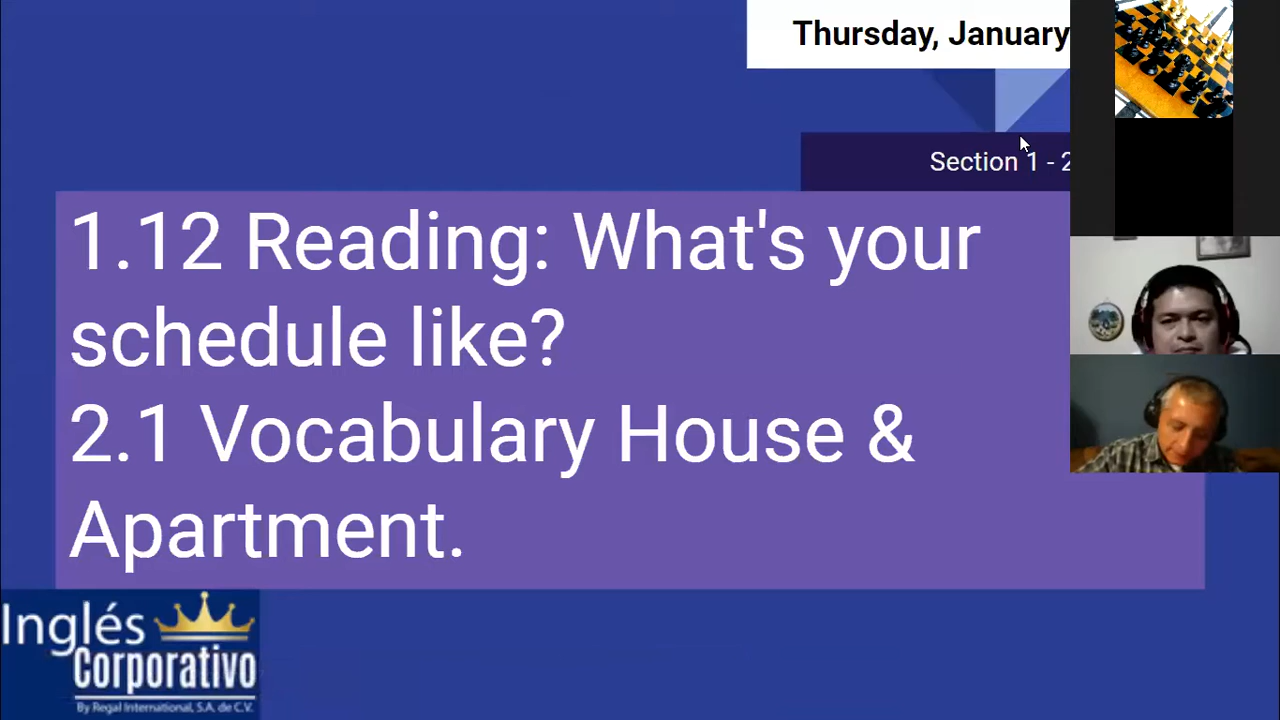 Thursday, January
Section 1 - 2
1.12 Reading: What's your
schedule like?
2.1 Vocabulary House &
Apartment.
Inglés
Corporativo
By Regal International, S.A. de C.V.